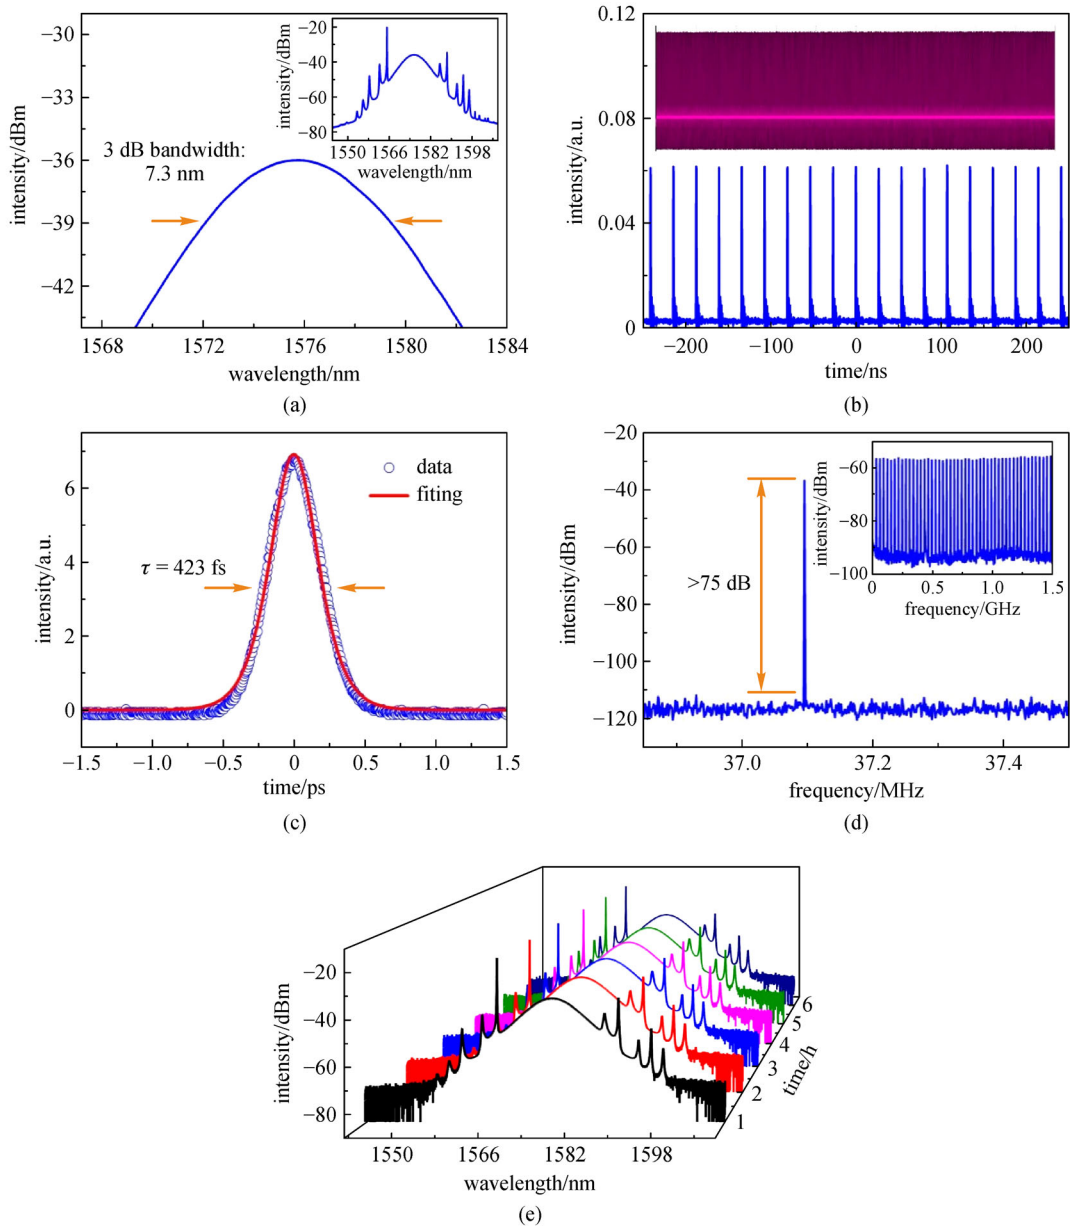 −29
−33
−36
−39
−42
intensity/dBm
3 dB bandwidth:
7.3 nm
1568 1572 1576 1580 1584
wavelength/nm
−20
−40
−60
−80
intensity/dBm
1550 1566 1582 1598
wavelength/nm
(a)
0.12
0.08
0.04
0
intensity/a.u.
−200 −100 0 100 200
time/ns
(b)
6
4
2
0
intensity/a.u.
data
fiting
τ = 423 fs
−1.5 −1.0 −0.5 0 0.5 1.0 1.5
time/ps
(c)
−20
−40
−60
−80
−100
−120
intensity/dBm
>75 dB
37.0 37.2 37.4
frequency/MHz
−60
−80
−100
intensity/dBm
0 0.5 1.0 1.5
frequency/GHz
(d)
−20
−40
−60
−80
intensity/dBm
1550 1566 1582 1598
wavelength/nm
1 2 3 4 5 6
time/h
(e)